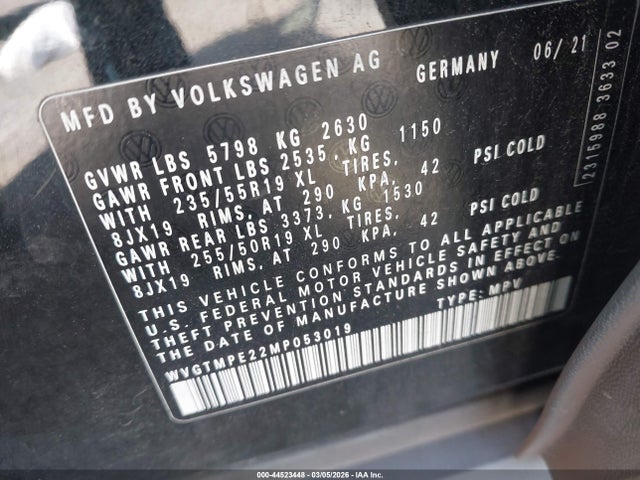 MFD BY VOLKSWAGEN AG GERMANY 06/21
GVWR LBS 5798 KG 2630
GAWR FRONT LBS 2535, KG 1150
WITH 235/55R19 XL TIRES,
8JX19 RIMS, AT 290 KPA, 42 PSI COLD
GAWR REAR LBS 3373, KG 1530
WITH 255/50R19 XL TIRES,
8JX19 RIMS, AT 290 KPA, 42 PSI COLD
THIS VEHICLE CONFORMS TO ALL APPLICABLE
U.S. FEDERAL MOTOR VEHICLE SAFETY AND
THEFT PREVENTION STANDARDS IN EFFECT ON
DATE OF MANUFACTURE SHOWN ABOVE.
WVGTMPE22MP053019 TYPE: MPV
2915988 3633 02
000-44523448 - 03/05/2026 - IAA Inc.